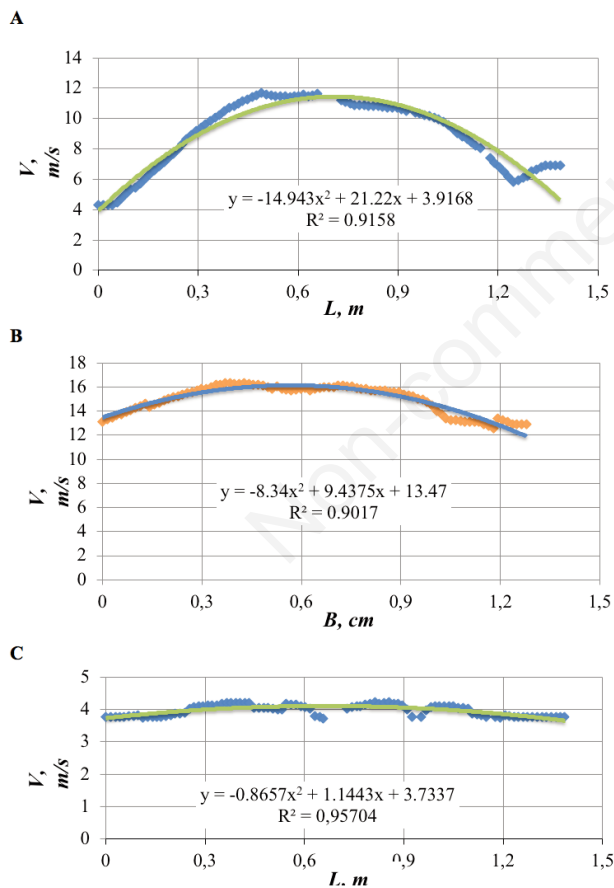 A
14
12
10
8
6
4
2
0
V,
m/s
y = -14.943x² + 21.22x + 3.9168
R² = 0.9158
0 0,3 0,6 0,9 1,2 1,5
L, m
B
18
16
14
12
10
8
6
4
2
0
V,
m/s
y = -8.34x² + 9.4375x + 13.47
R² = 0.9017
0 0,3 0,6 0,9 1,2 1,5
B, cm
C
5
4
3
2
1
0
V,
m/s
y = -0.8657x² + 1.1443x + 3.7337
R² = 0,95704
0 0,3 0,6 0,9 1,2 1,5
L, m
Non-comme